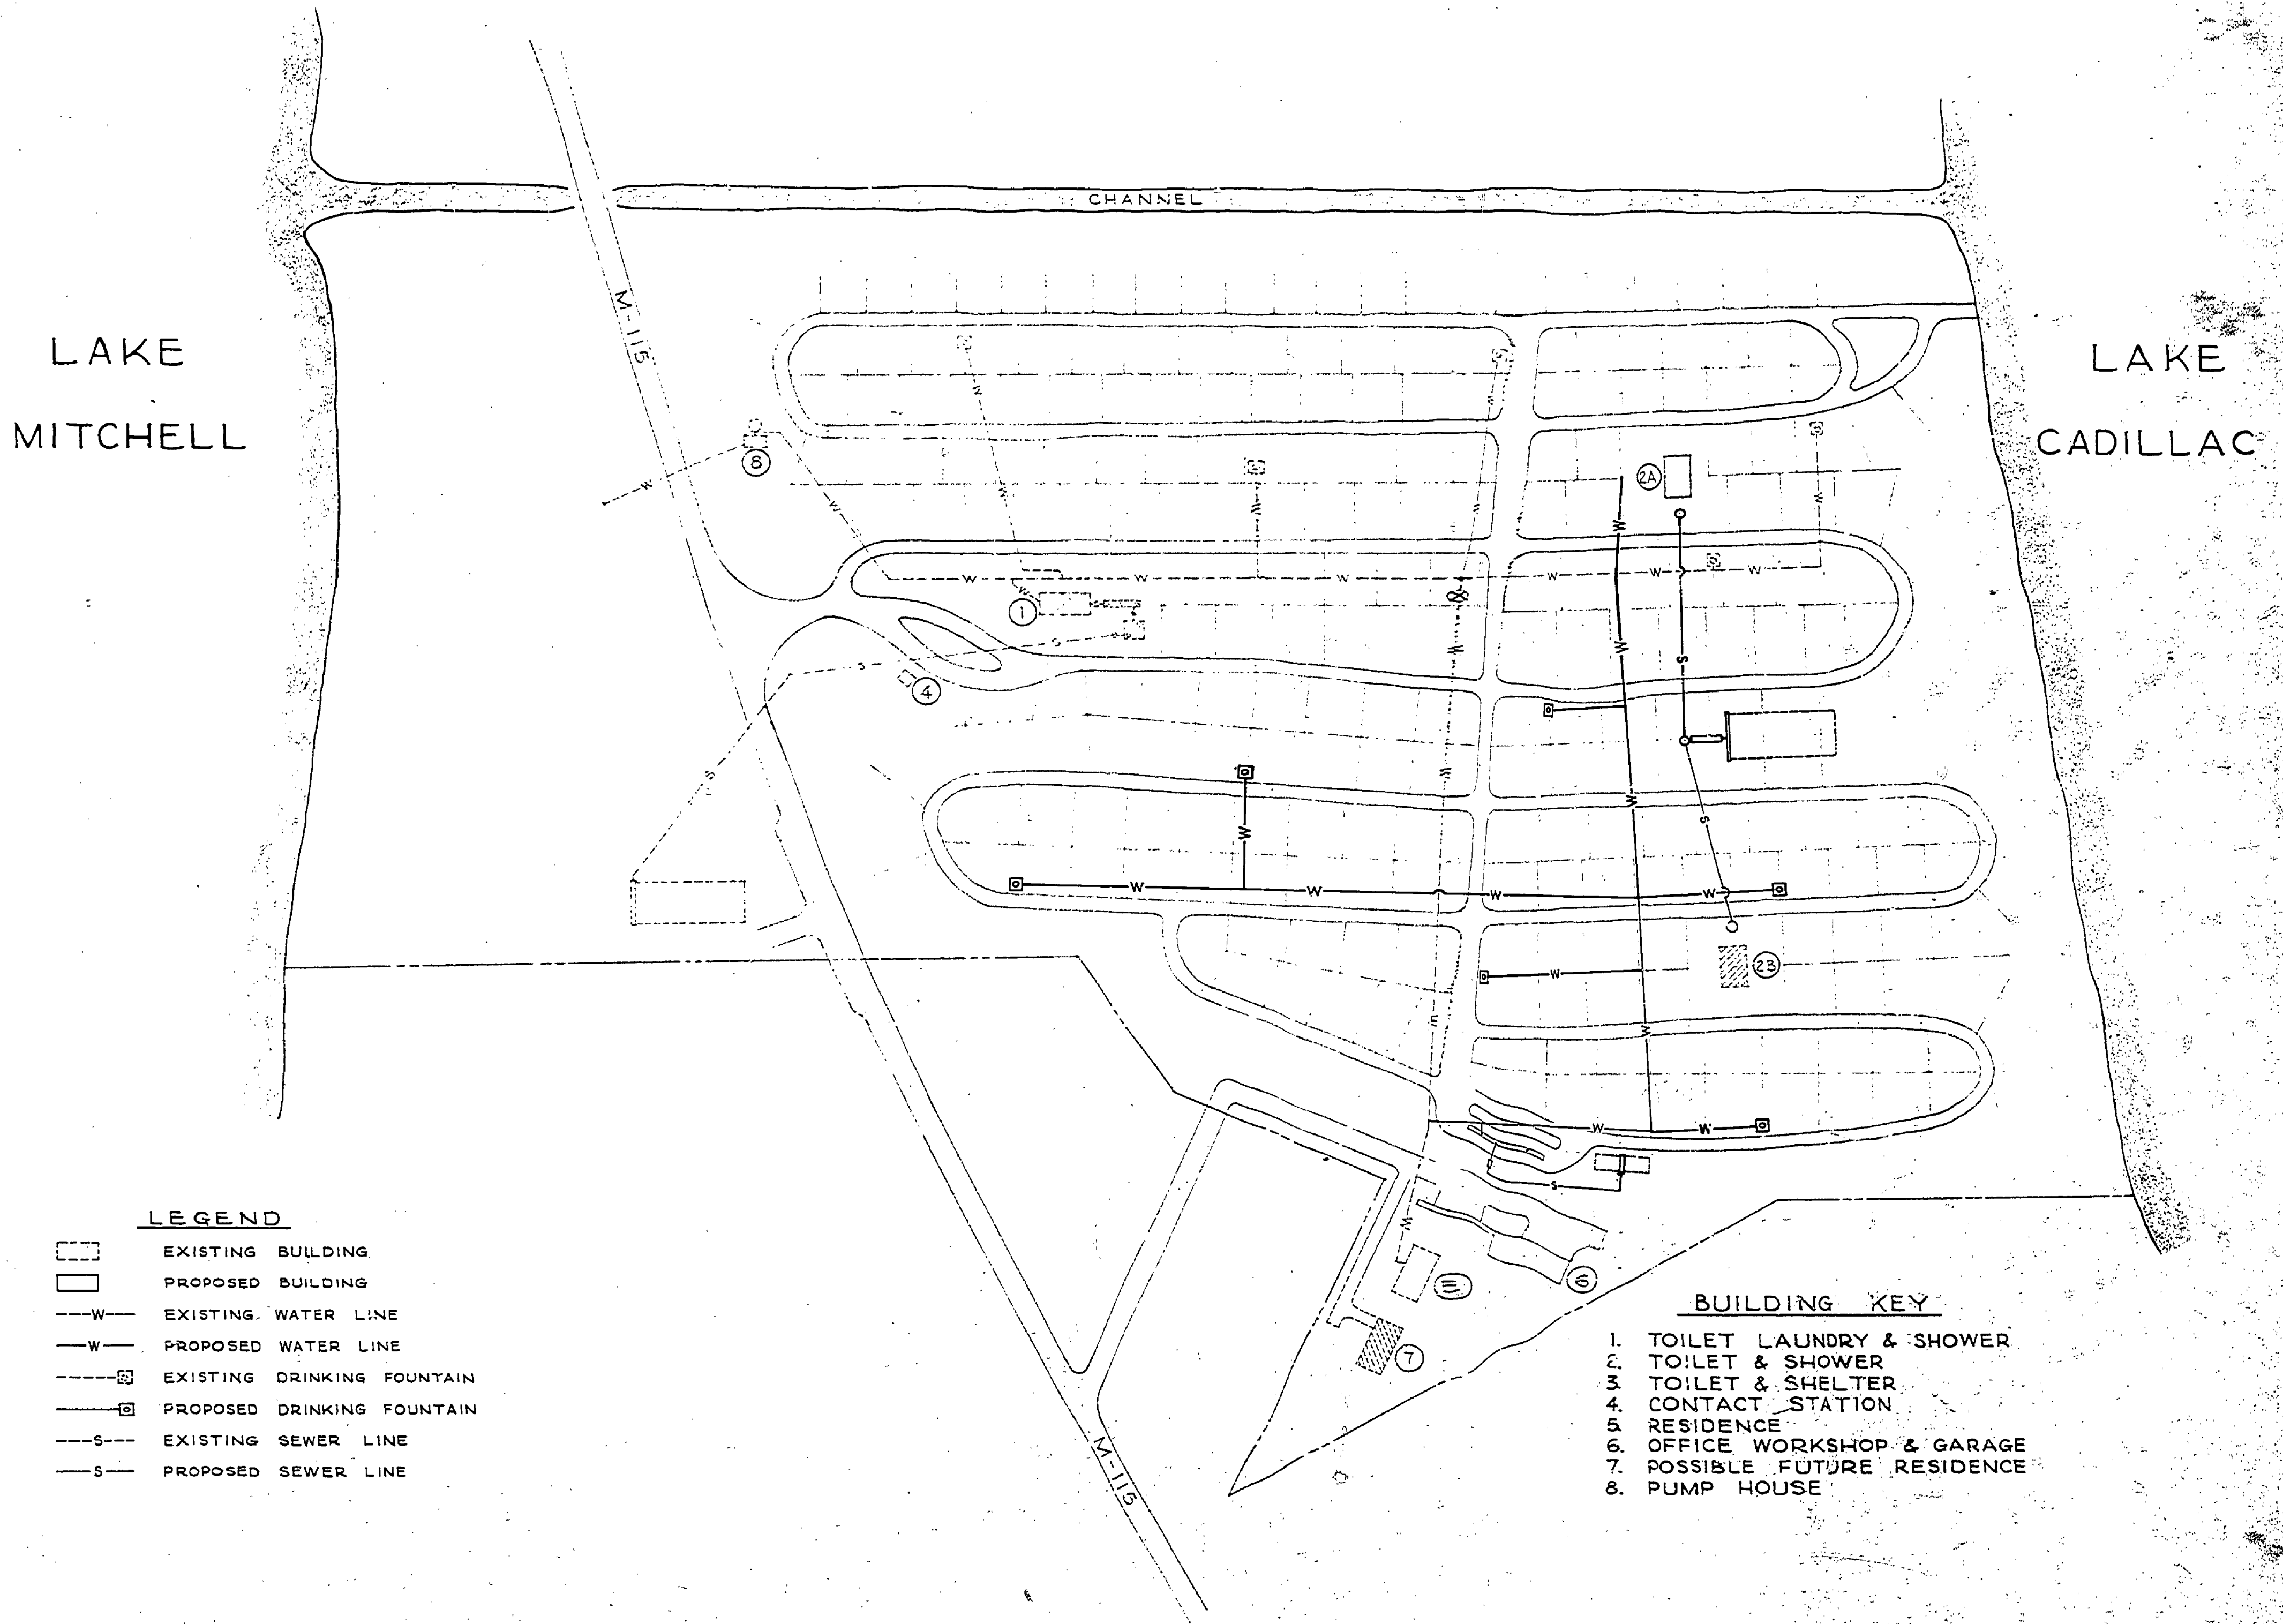 CHANNEL
M-115
LAKE
MITCHELL
LAKE
CADILLAC
W
W
W
W
W
8
2A
W
W
W
W
W
W
W
W
W
W
1
S
S
4
S
W
S
W
W
W
S
W
W
W
W
W
2B
W
W
W
W
S
W
6
7
M-115
LEGEND
EXISTING BUILDING
PROPOSED BUILDING
W EXISTING WATER LINE
W PROPOSED WATER LINE
EXISTING DRINKING FOUNTAIN
PROPOSED DRINKING FOUNTAIN
S EXISTING SEWER LINE
S PROPOSED SEWER LINE
BUILDING KEY
1. TOILET LAUNDRY & SHOWER
2. TOILET & SHOWER
3. TOILET & SHELTER
4. CONTACT STATION
5. RESIDENCE
6. OFFICE WORKSHOP & GARAGE
7. POSSIBLE FUTURE RESIDENCE
8. PUMP HOUSE